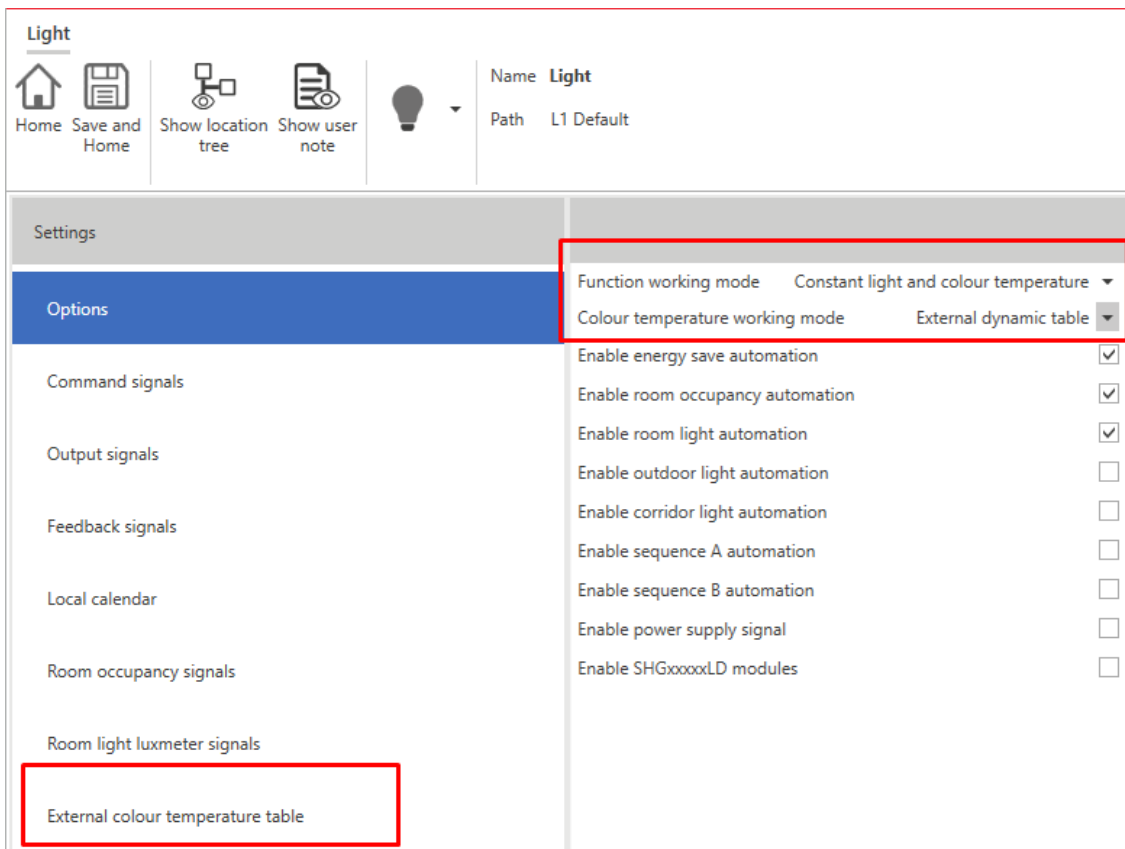 Light
Home
Save and Home
Show location tree
Show user note
Name Light
Path L1 Default
Settings
Options
Command signals
Output signals
Feedback signals
Local calendar
Room occupancy signals
Room light luxmeter signals
External colour temperature table
Function working mode Constant light and colour temperature
Colour temperature working mode External dynamic table
Enable energy save automation
Enable room occupancy automation
Enable room light automation
Enable outdoor light automation
Enable corridor light automation
Enable sequence A automation
Enable sequence B automation
Enable power supply signal
Enable SHGxxxxxLD modules